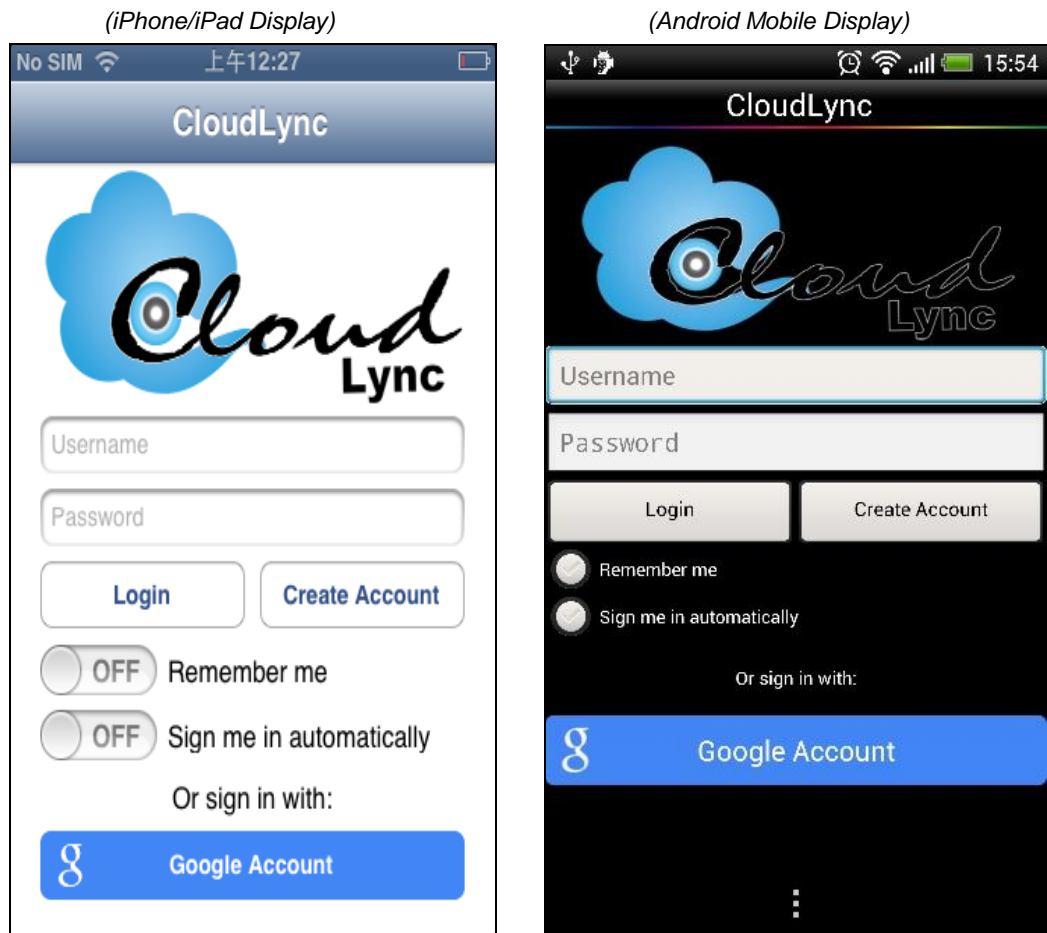 (iPhone/iPad Display)
No SIM 上午12:27
CloudLync
Cloud
Lync
Username
Password
Login Create Account
OFF Remember me
OFF Sign me in automatically
Or sign in with:
g Google Account
(Android Mobile Display)
15:54
CloudLync
Cloud
Lync
Username
Password
Login Create Account
Remember me
Sign me in automatically
Or sign in with:
g Google Account